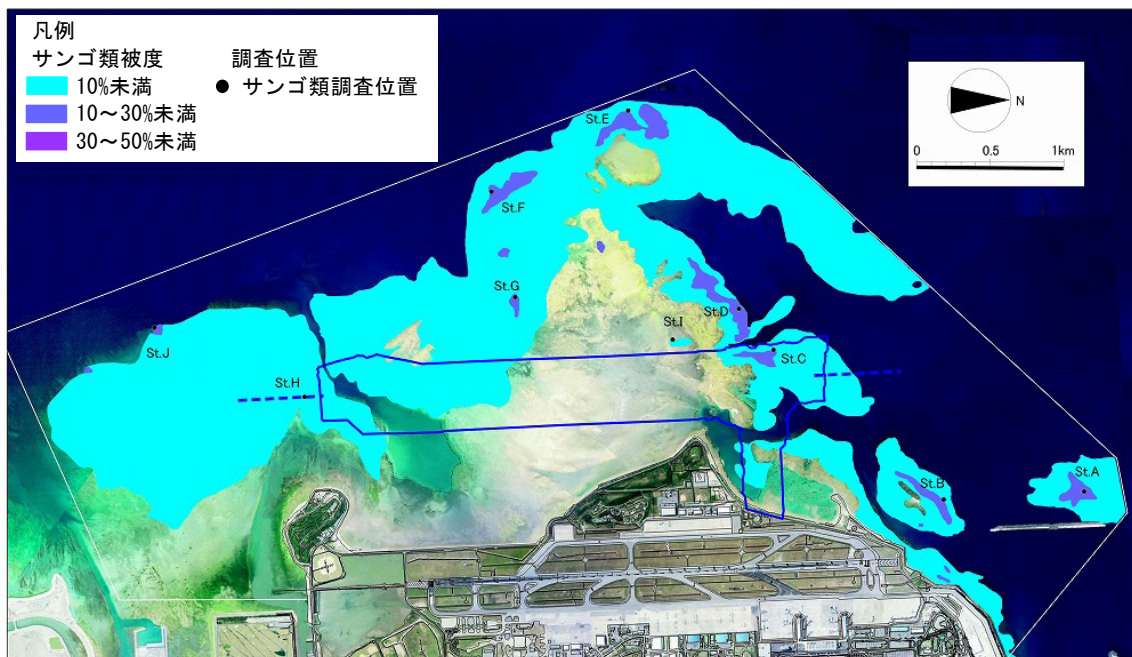 凡例
サンゴ類被度 調査位置
10%未満 ● サンゴ類調査位置
10～30%未満
30～50%未満
N
0 0.5 1km
St.E
St.F
St.G
St.D
St.I
St.C
St.J
St.H
St.B
St.A